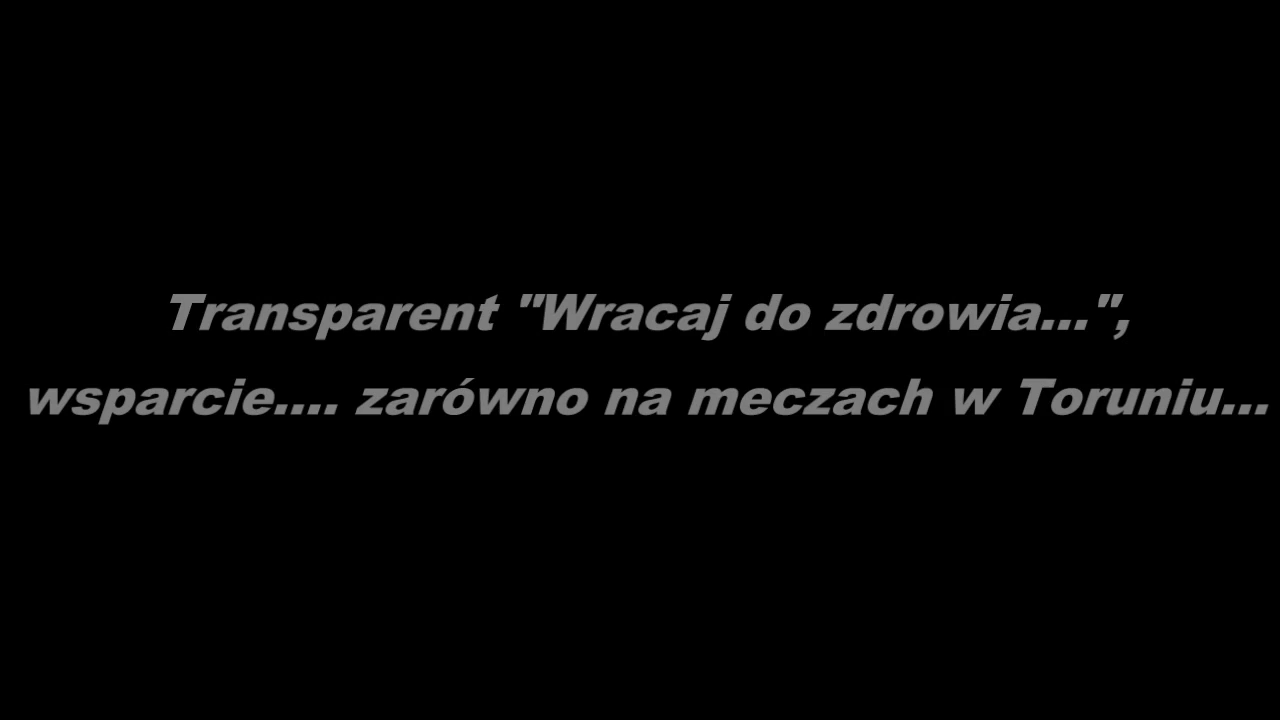 Transparent "Wracaj do zdrowia...",
wsparcie.... zarówno na meczach w Toruniu...